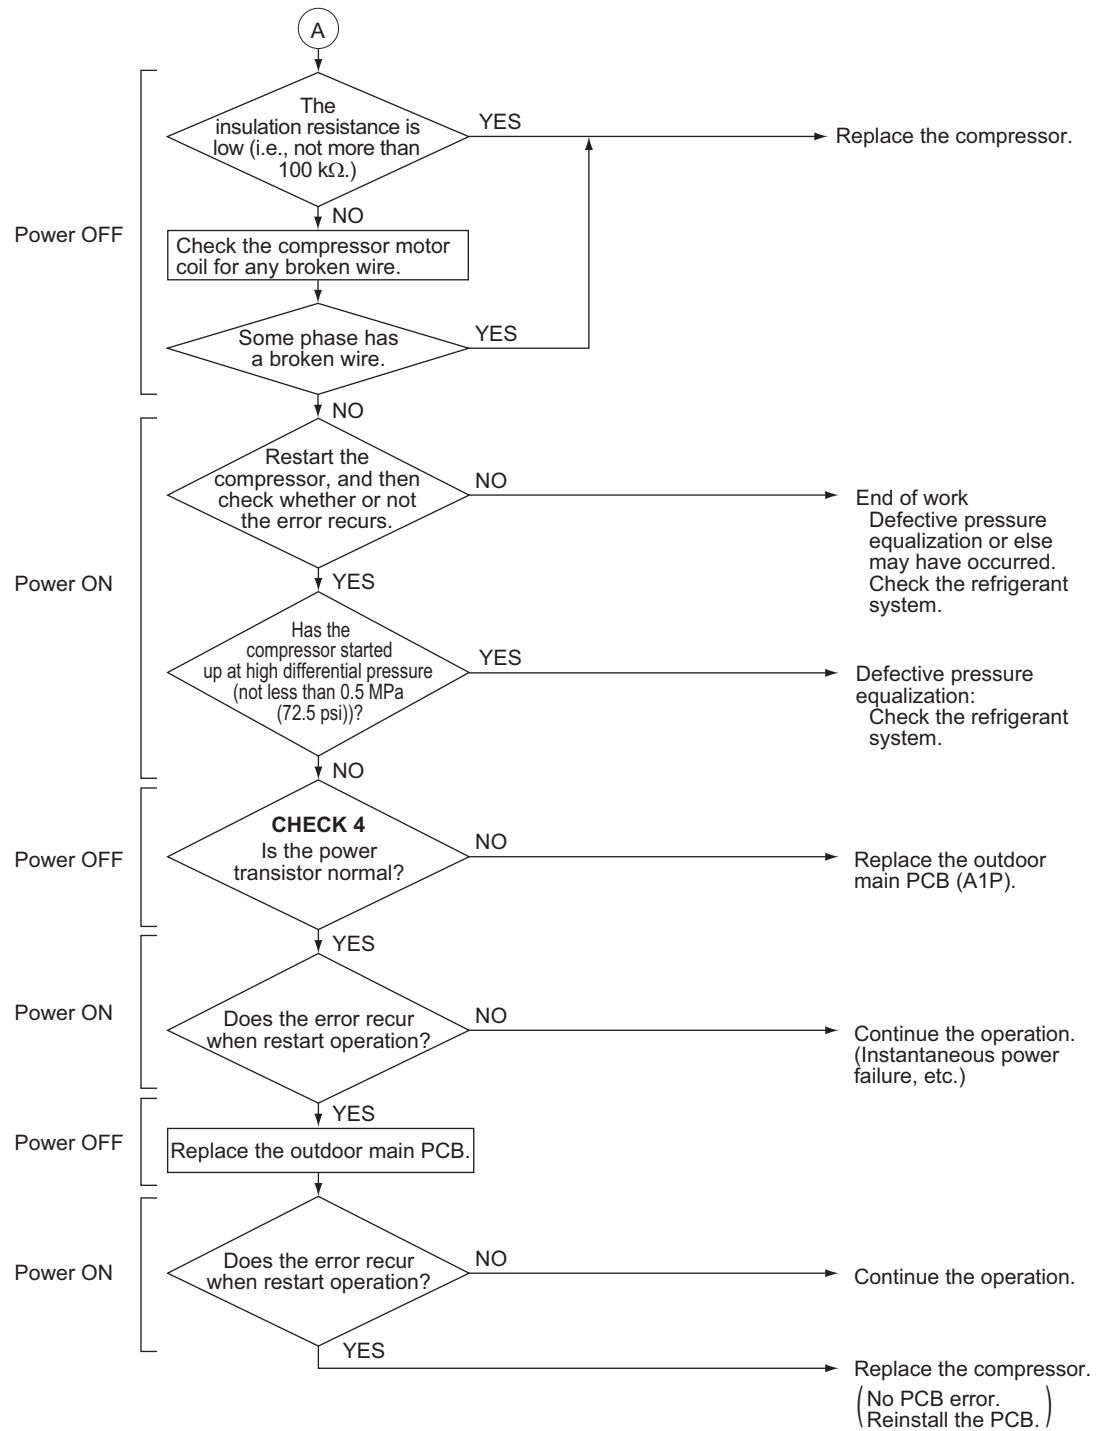 A
The
insulation resistance is
low (i.e., not more than
100 kΩ.)
YES
Replace the compressor.
Power OFF
NO
Check the compressor motor
coil for any broken wire.
Some phase has
a broken wire.
YES
NO
Restart the
compressor, and then
check whether or not
the error recurs.
NO
End of work
Defective pressure
equalization or else
may have occurred.
Check the refrigerant
system.
Power ON
YES
Has the
compressor started
up at high differential pressure
(not less than 0.5 MPa
(72.5 psi))?
YES
Defective pressure
equalization:
Check the refrigerant
system.
NO
Power OFF
CHECK 4
Is the power
transistor normal?
NO
Replace the outdoor
main PCB (A1P).
YES
Power ON
Does the error recur
when restart operation?
NO
Continue the operation.
(Instantaneous power
failure, etc.)
YES
Power OFF
Replace the outdoor main PCB.
Power ON
Does the error recur
when restart operation?
NO
Continue the operation.
YES
Replace the compressor.
(No PCB error.
Reinstall the PCB.)